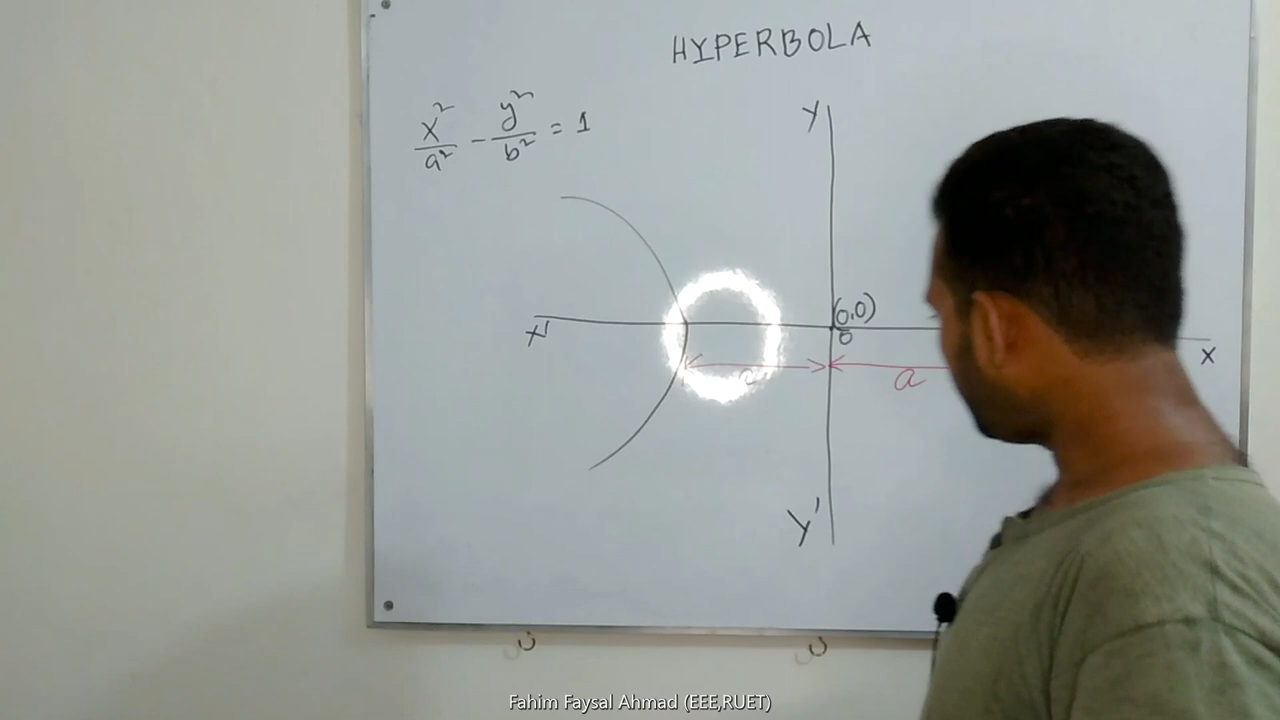 HYPERBOLA
x²/a² - y²/b² = 1
Y
(0,0)
X' O X
a a
Y'
Fahim Faysal Ahmad (EEE,RUET)